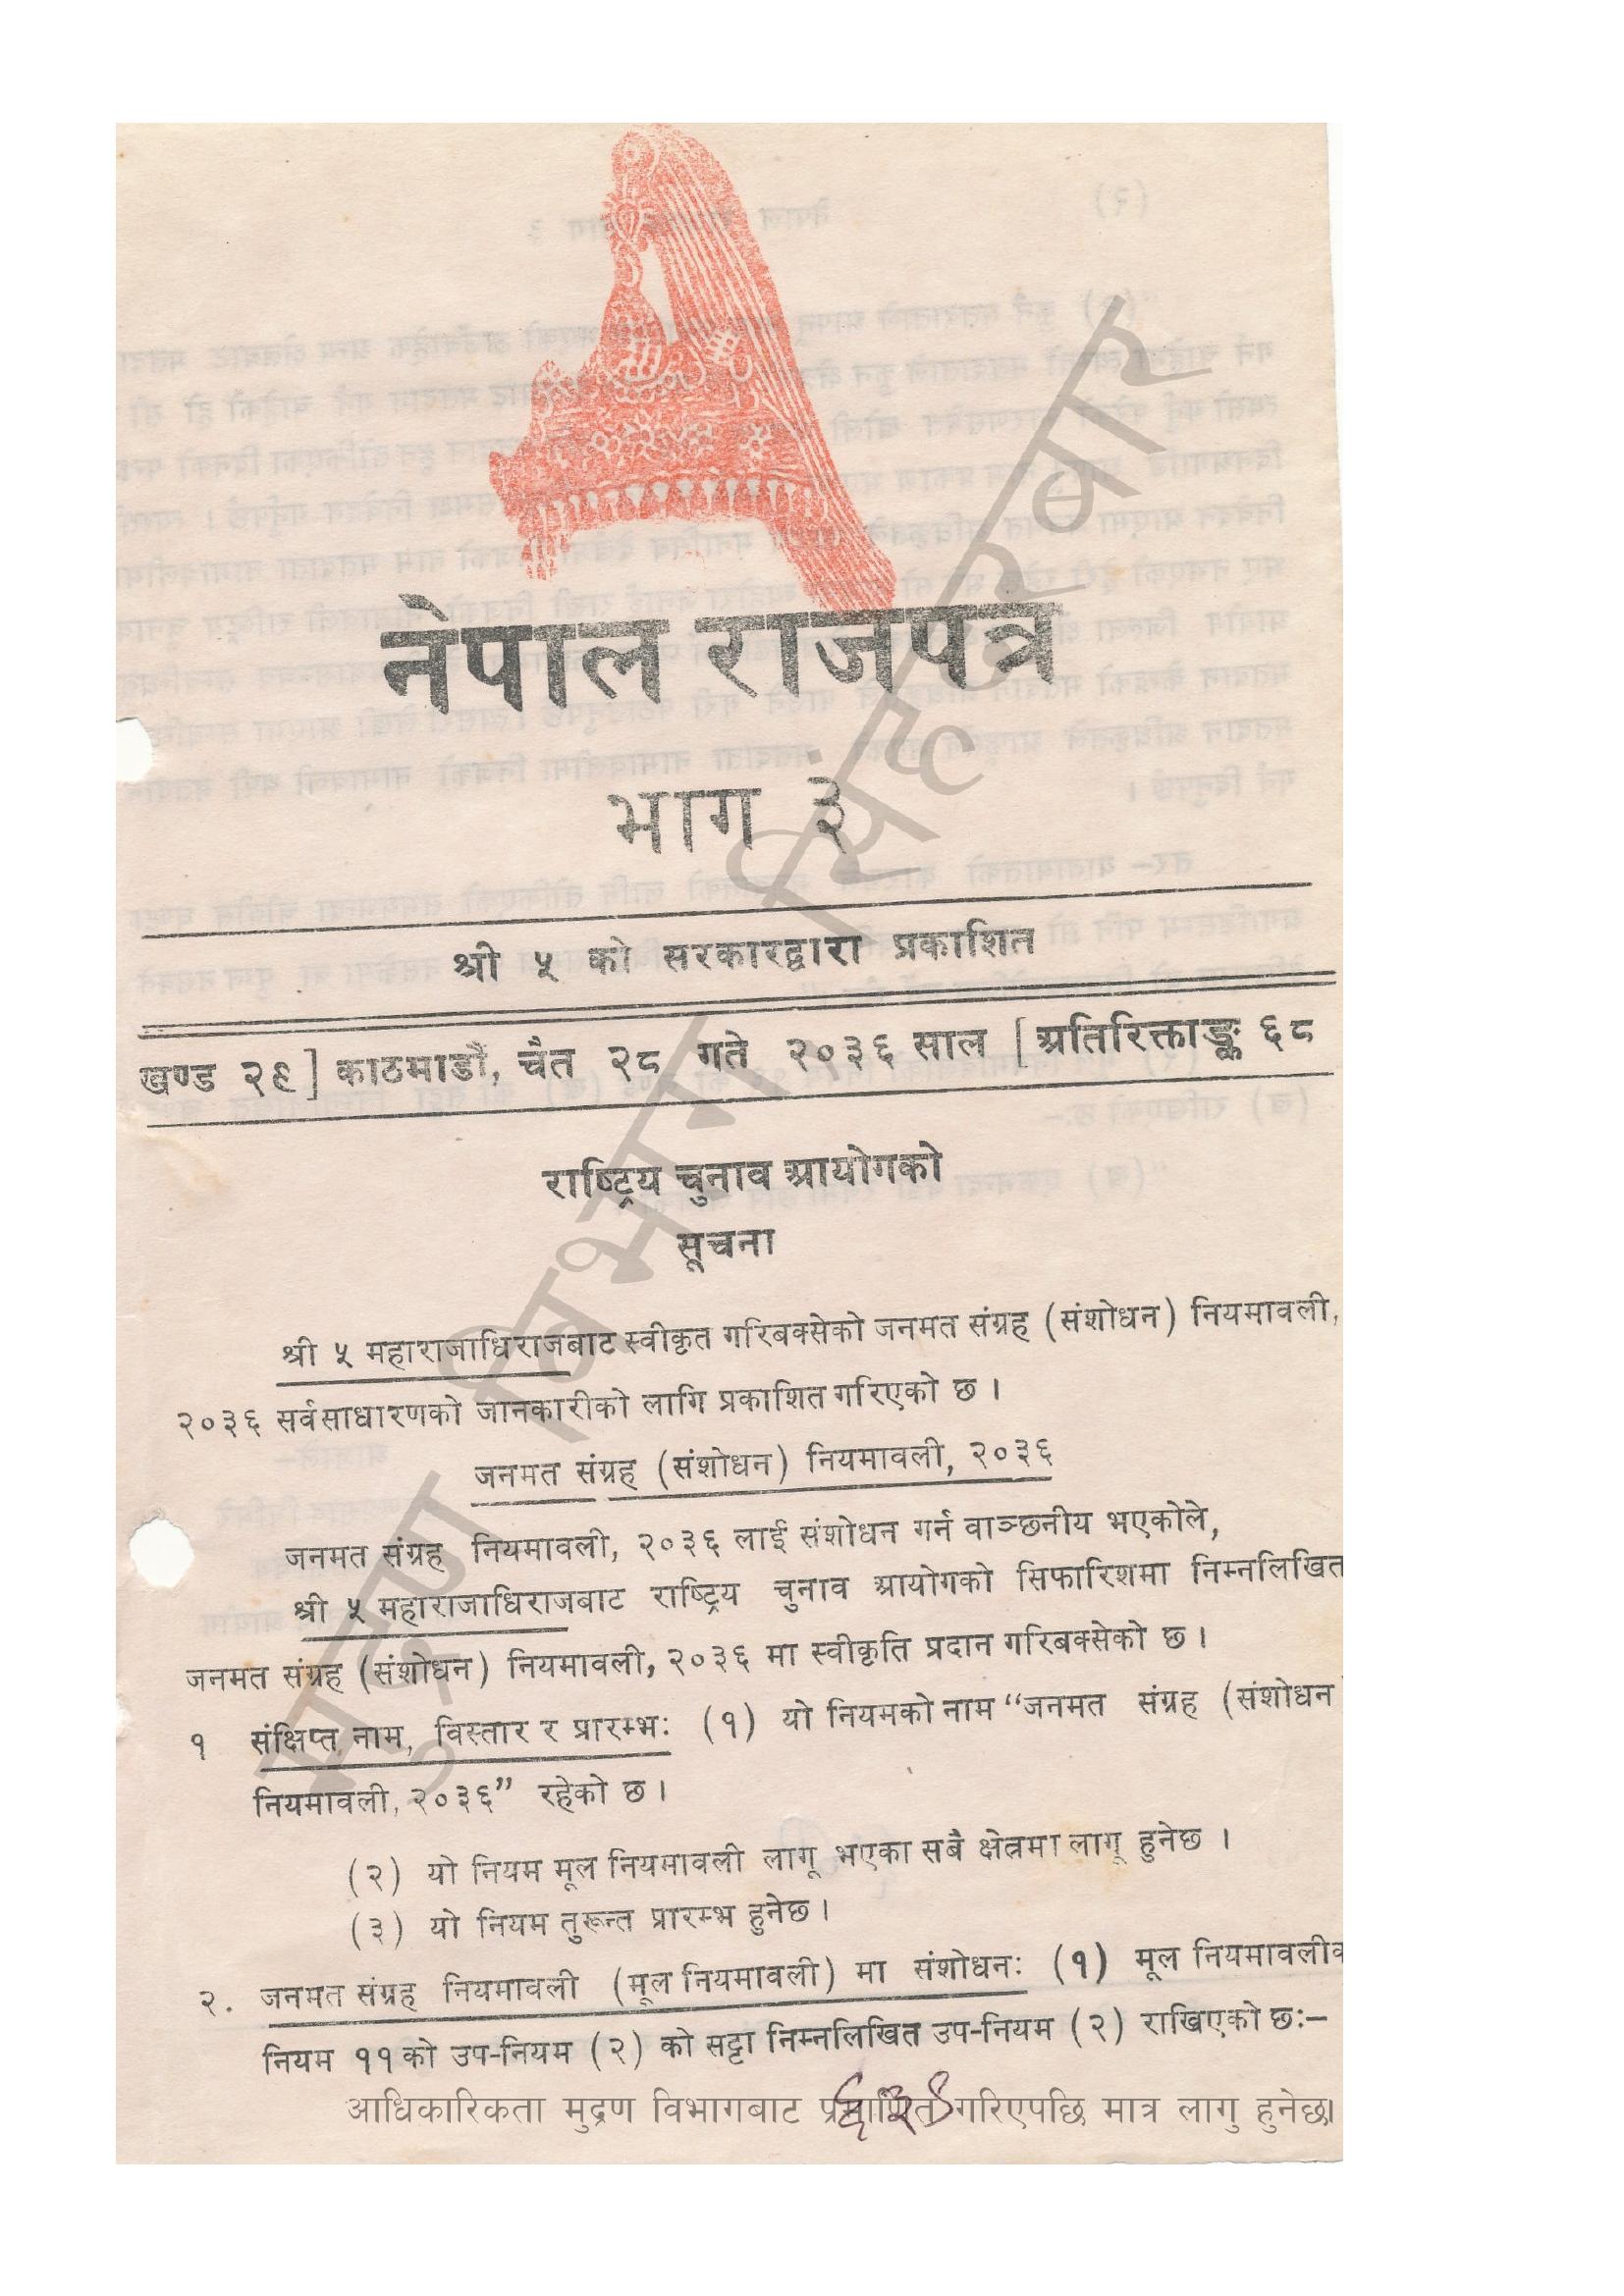 नेपाल राजपत्र
भाग ३
श्री ५ को सरकारद्वारा प्रकाशित
खण्ड २९] काठमाडौं, चैत २८ गते २०३६ साल [अतिरिक्ताङ्क ६८
राष्ट्रिय चुनाव आयोगको
सूचना
श्री ५ महाराजाधिराजबाट स्वीकृत गरिबक्सेको जनमत संग्रह (संशोधन) नियमावली,
२०३६ सर्वसाधारणको जानकारीको लागि प्रकाशित गरिएको छ ।
जनमत संग्रह (संशोधन) नियमावली, २०३६
जनमत संग्रह नियमावली, २०३६ लाई संशोधन गर्न वाञ्छनीय भएकोले,
श्री ५ महाराजाधिराजबाट राष्ट्रिय चुनाव आयोगको सिफारिशमा निम्नलिखित
जनमत संग्रह (संशोधन) नियमावली, २०३६ मा स्वीकृति प्रदान गरिबक्सेको छ ।
१ संक्षिप्त नाम, विस्तार र प्रारम्भः (१) यो नियमको नाम “जनमत संग्रह (संशोधन)
नियमावली, २०३६” रहेको छ ।
(२) यो नियम मूल नियमावली लागू भएका सबै क्षेत्रमा लागू हुनेछ ।
(३) यो नियम तुरून्त प्रारम्भ हुनेछ ।
२. जनमत संग्रह नियमावली (मूल नियमावली) मा संशोधनः (१) मूल नियमावलीक
नियम ११ को उप-नियम (२) को सट्टा निम्नलिखित उप-नियम (२) राखिएको छः–
आधिकारिकता मुद्रण विभागबाट प्रमाणित गरिएपछि मात्र लागु हुनेछ।
मुद्रण विभाग सिंहदरबार